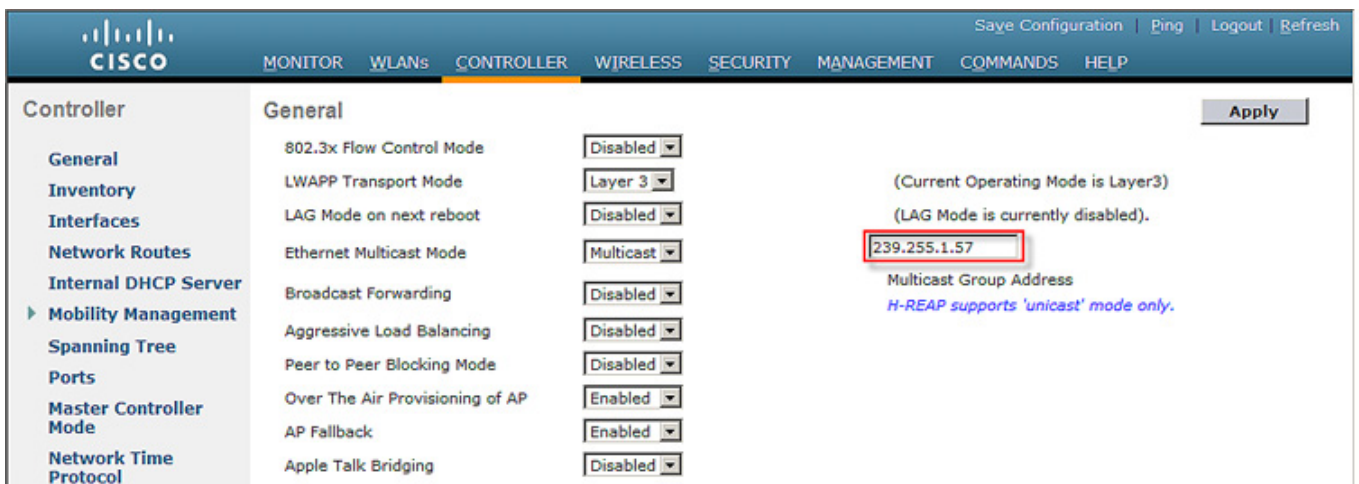 Save Configuration | Ping | Logout | Refresh
CISCO
MONITOR WLANs CONTROLLER WIRELESS SECURITY MANAGEMENT COMMANDS HELP
Controller
General
Inventory
Interfaces
Network Routes
Internal DHCP Server
Mobility Management
Spanning Tree
Ports
Master Controller
Mode
Network Time
Protocol
General
Apply
802.3x Flow Control Mode Disabled
LWAPP Transport Mode Layer 3 (Current Operating Mode is Layer3)
LAG Mode on next reboot Disabled (LAG Mode is currently disabled).
Ethernet Multicast Mode Multicast 239.255.1.57
Multicast Group Address
H-REAP supports 'unicast' mode only.
Broadcast Forwarding Disabled
Aggressive Load Balancing Disabled
Peer to Peer Blocking Mode Disabled
Over The Air Provisioning of AP Enabled
AP Fallback Enabled
Apple Talk Bridging Disabled